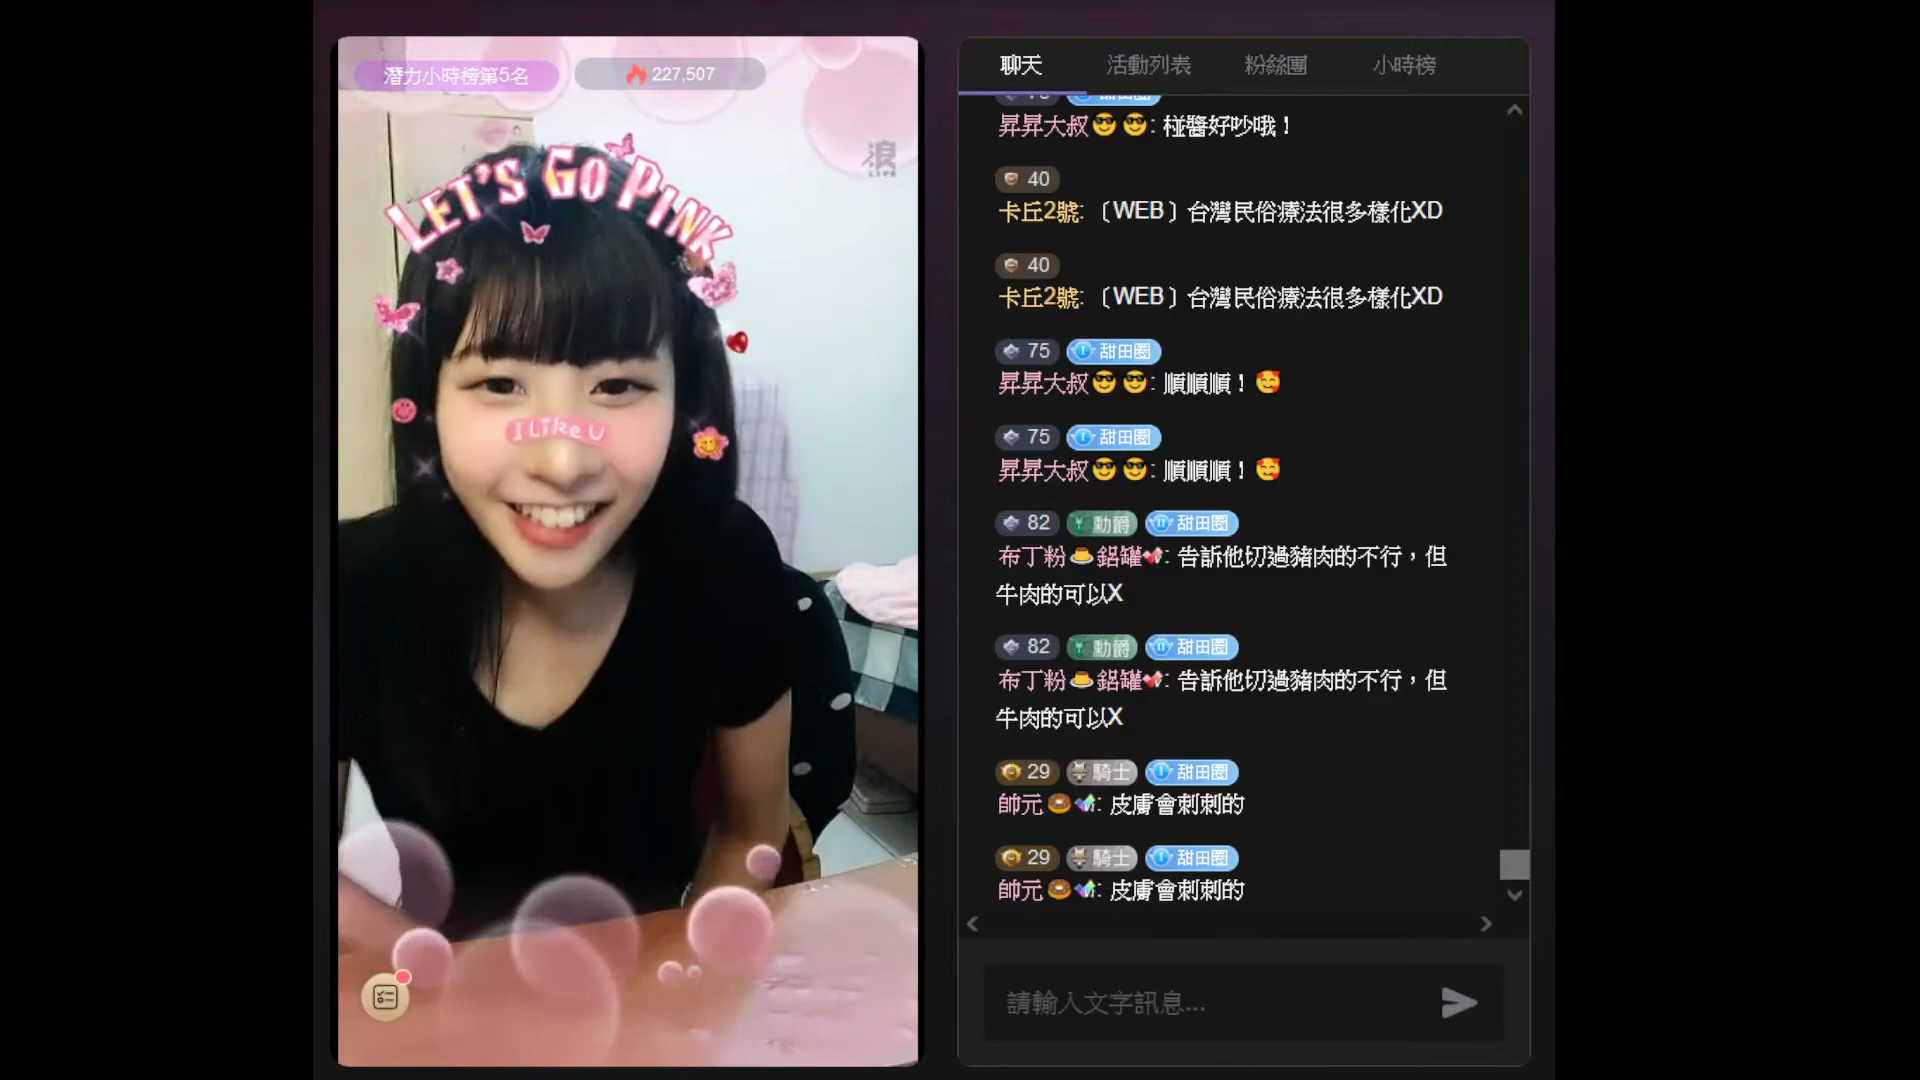 潛力小時榜第5名
227,507
浪
LIVE
LET'S GO PINK
I Like U
聊天
活動列表
粉絲團
小時榜
昇昇大叔😎😎: 椪醬好吵哦！
40
卡丘2號:〔WEB〕台灣民俗療法很多樣化XD
40
卡丘2號:〔WEB〕台灣民俗療法很多樣化XD
75 甜田圈
昇昇大叔😎😎: 順順順！🥰
75 甜田圈
昇昇大叔😎😎: 順順順！🥰
82 勳爵 甜田圈
布丁粉🍮鋁罐: 告訴他切過豬肉的不行，但
牛肉的可以X
82 勳爵 甜田圈
布丁粉🍮鋁罐: 告訴他切過豬肉的不行，但
牛肉的可以X
29 騎士 甜田圈
帥元🍩: 皮膚會刺刺的
29 騎士 甜田圈
帥元🍩: 皮膚會刺刺的
請輸入文字訊息...